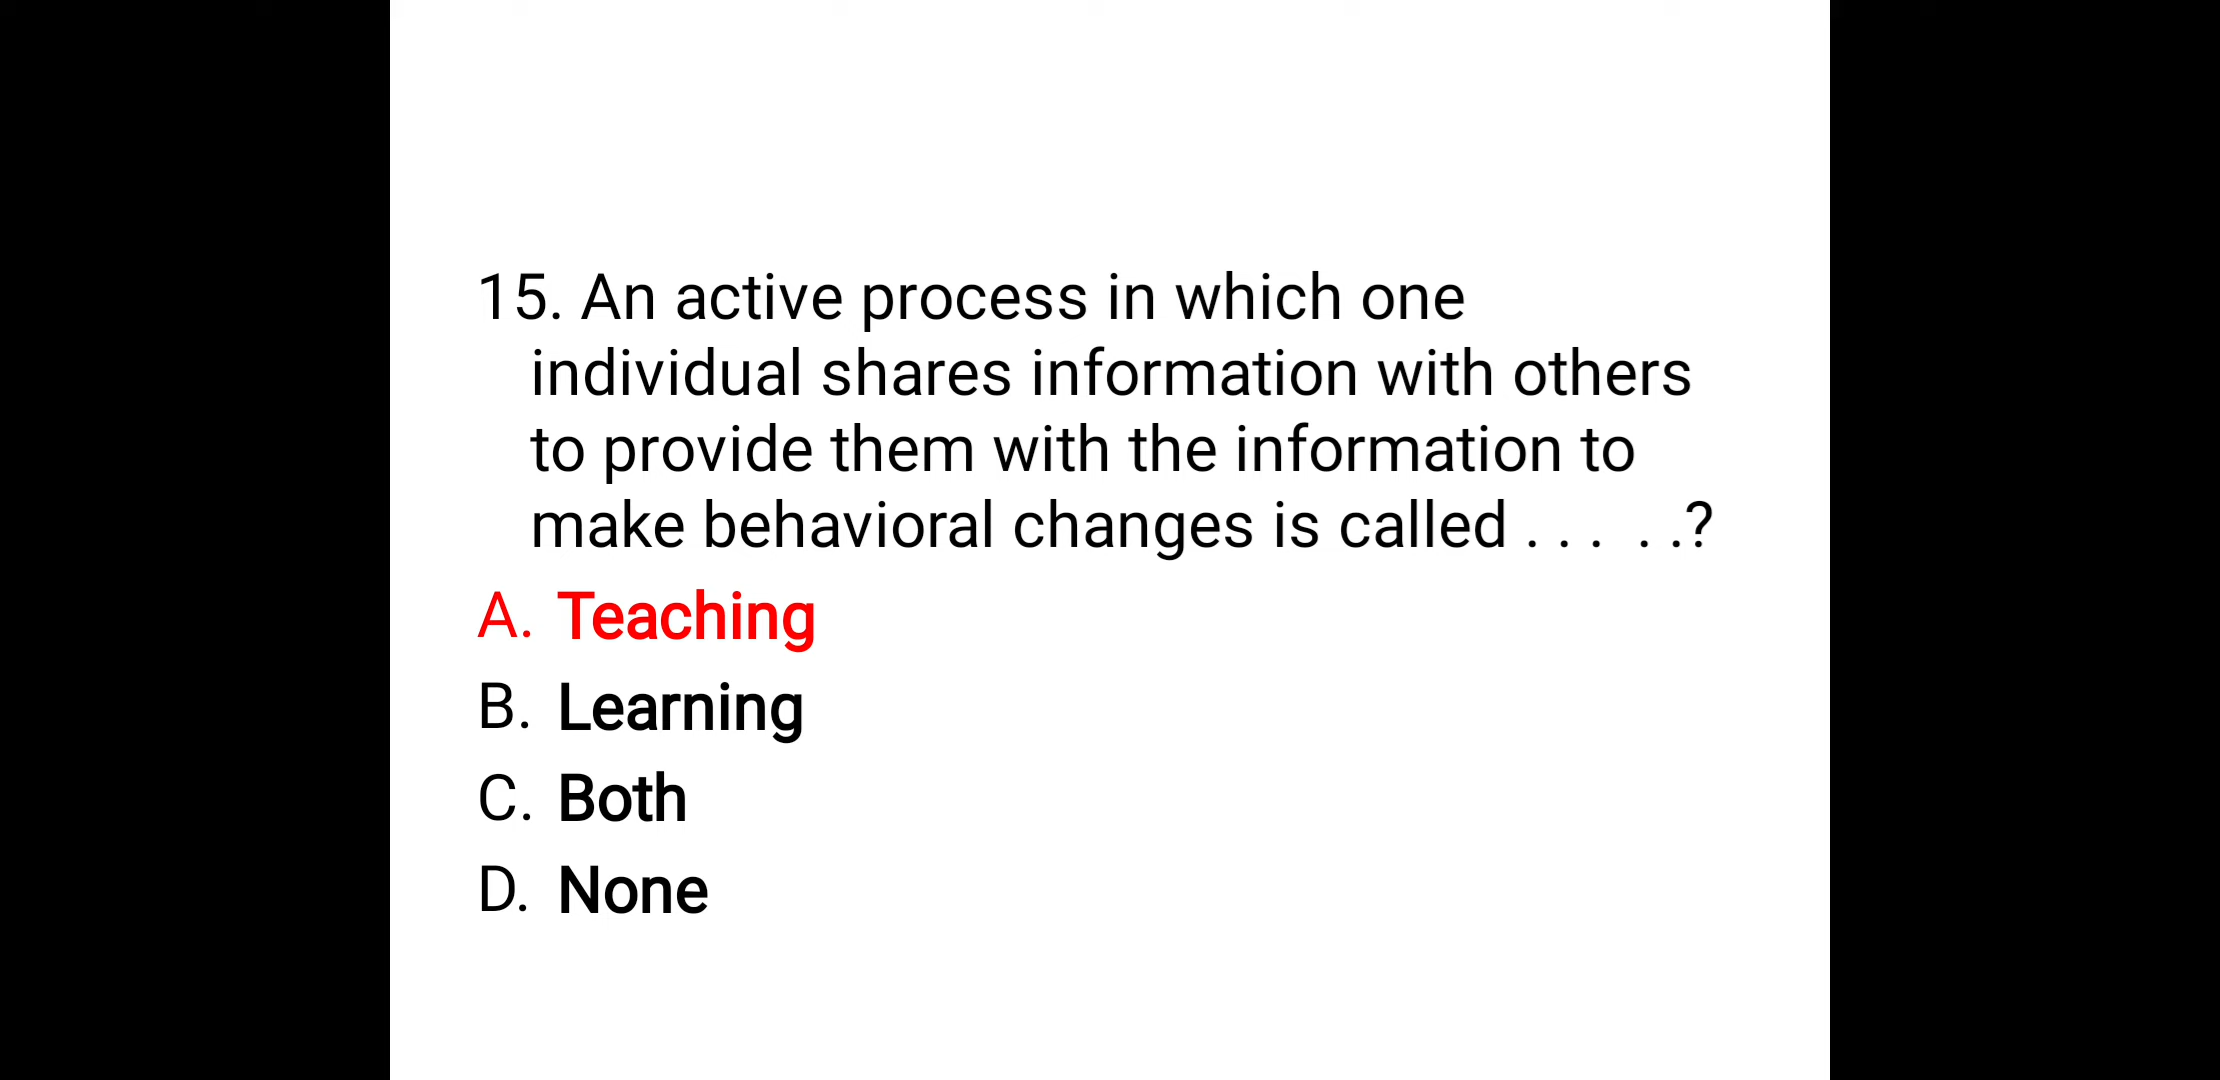 15. An active process in which one
individual shares information with others
to provide them with the information to
make behavioral changes is called . . .  . .?
A. Teaching
B. Learning
C. Both
D. None